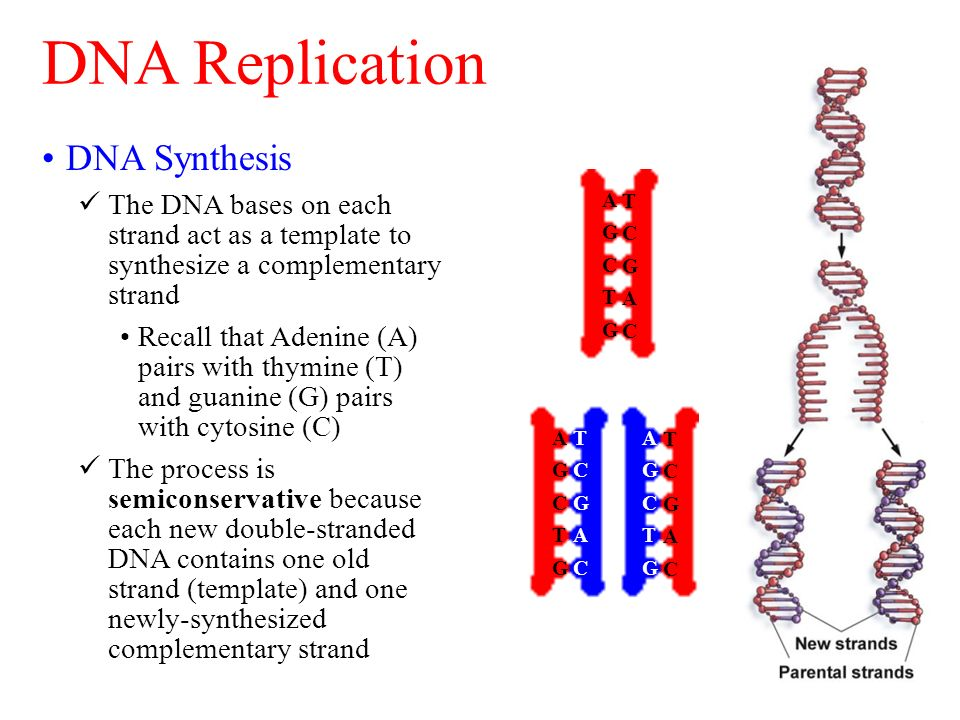 DNA Replication
• DNA Synthesis
✓ The DNA bases on each
strand act as a template to
synthesize a complementary
strand
• Recall that Adenine (A)
pairs with thymine (T)
and guanine (G) pairs
with cytosine (C)
✓ The process is
semiconservative because
each new double-stranded
DNA contains one old
strand (template) and one
newly-synthesized
complementary strand
A T
G C
C G
T A
G C
A T
G C
C G
T A
G C
A T
G C
C G
T A
G C
New strands
Parental strands